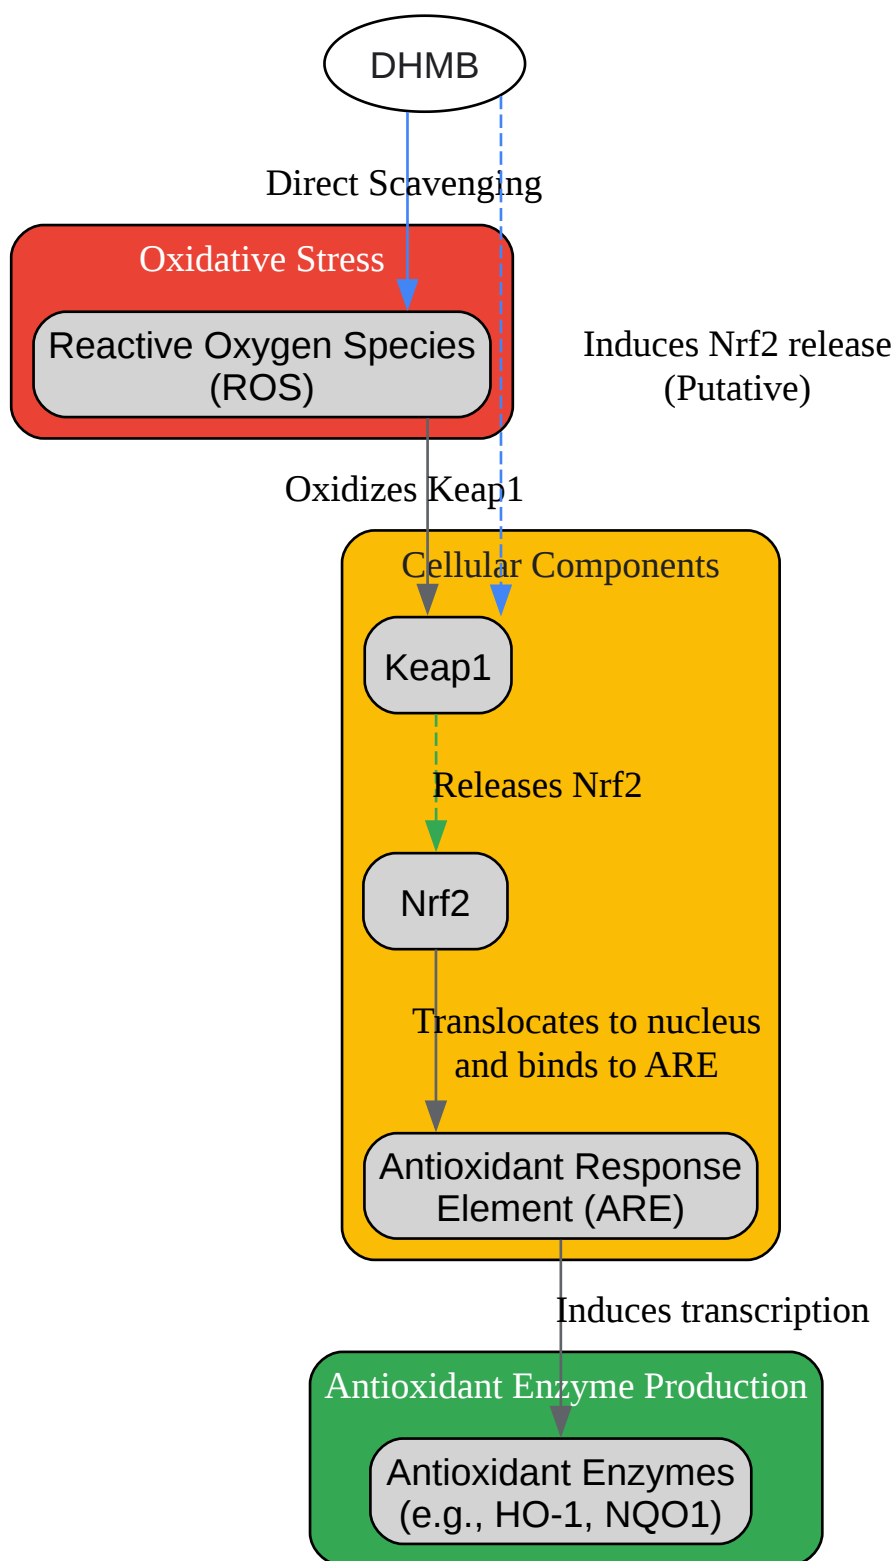 DHMB
Direct Scavenging
Oxidative Stress
Reactive Oxygen Species
(ROS)
Induces Nrf2 release
(Putative)
Oxidizes Keap1
Cellular Components
Keap1
Releases Nrf2
Nrf2
Translocates to nucleus
and binds to ARE
Antioxidant Response
Element (ARE)
Induces transcription
Antioxidant Enzyme Production
Antioxidant Enzymes
(e.g., HO-1, NQO1)